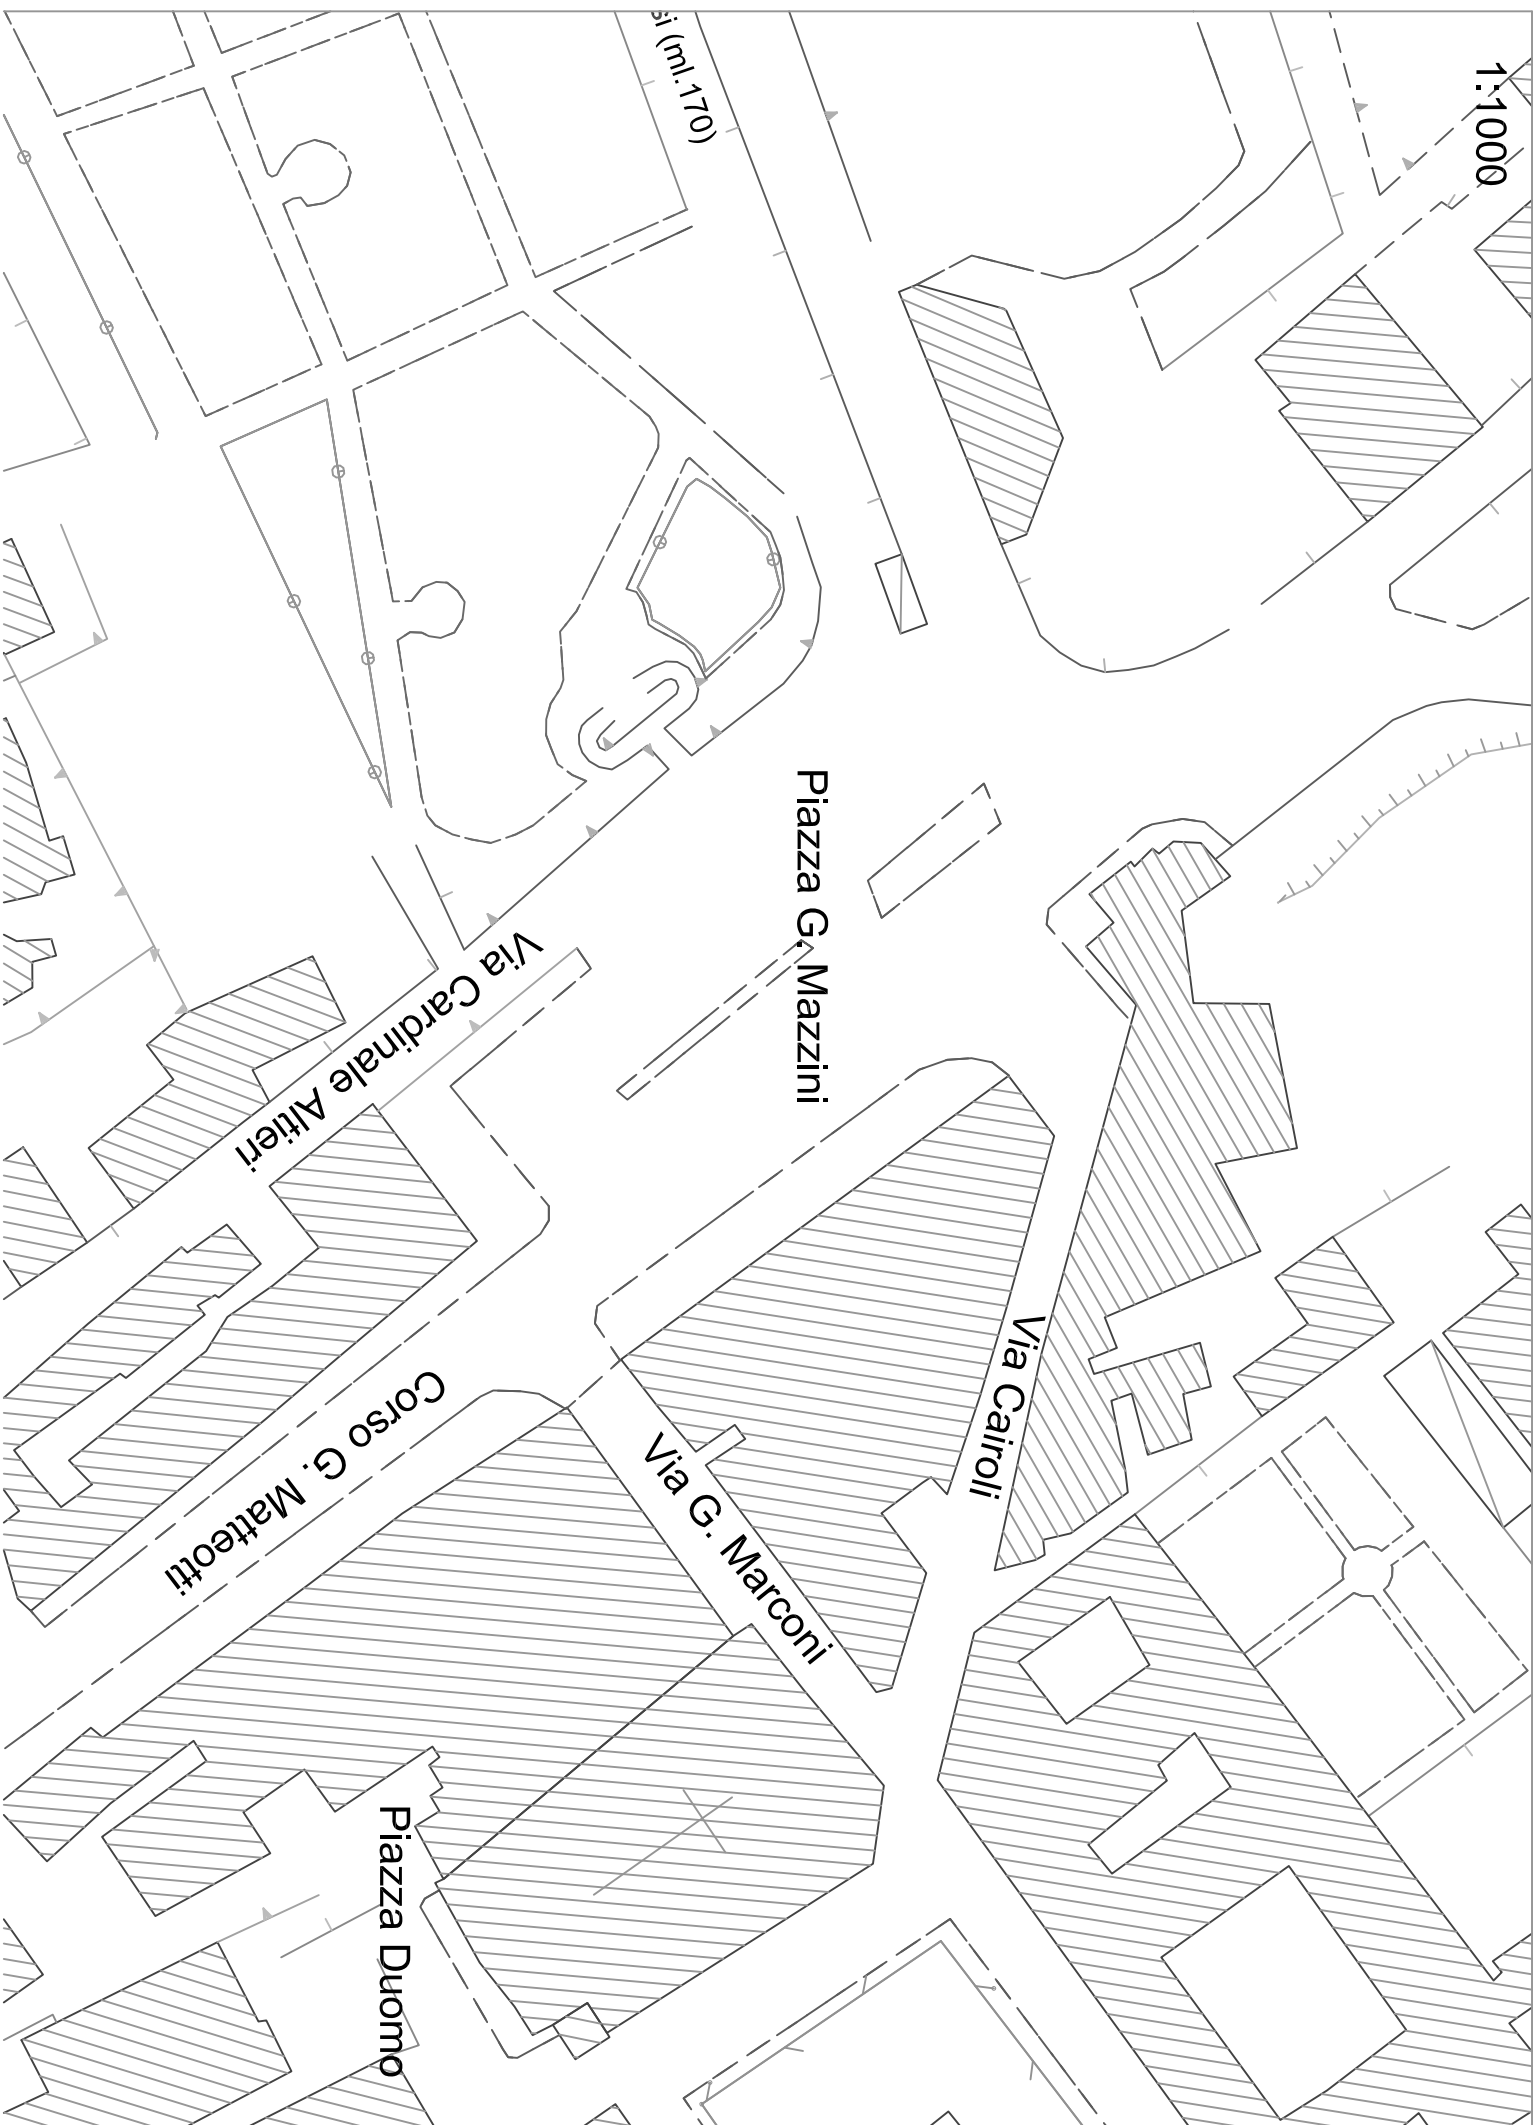 1:1000
si (ml.170)
Piazza G. Mazzini
Via Cardinale Altieri
Via Cairoli
Corso G. Matteotti
Via G. Marconi
Piazza Duomo